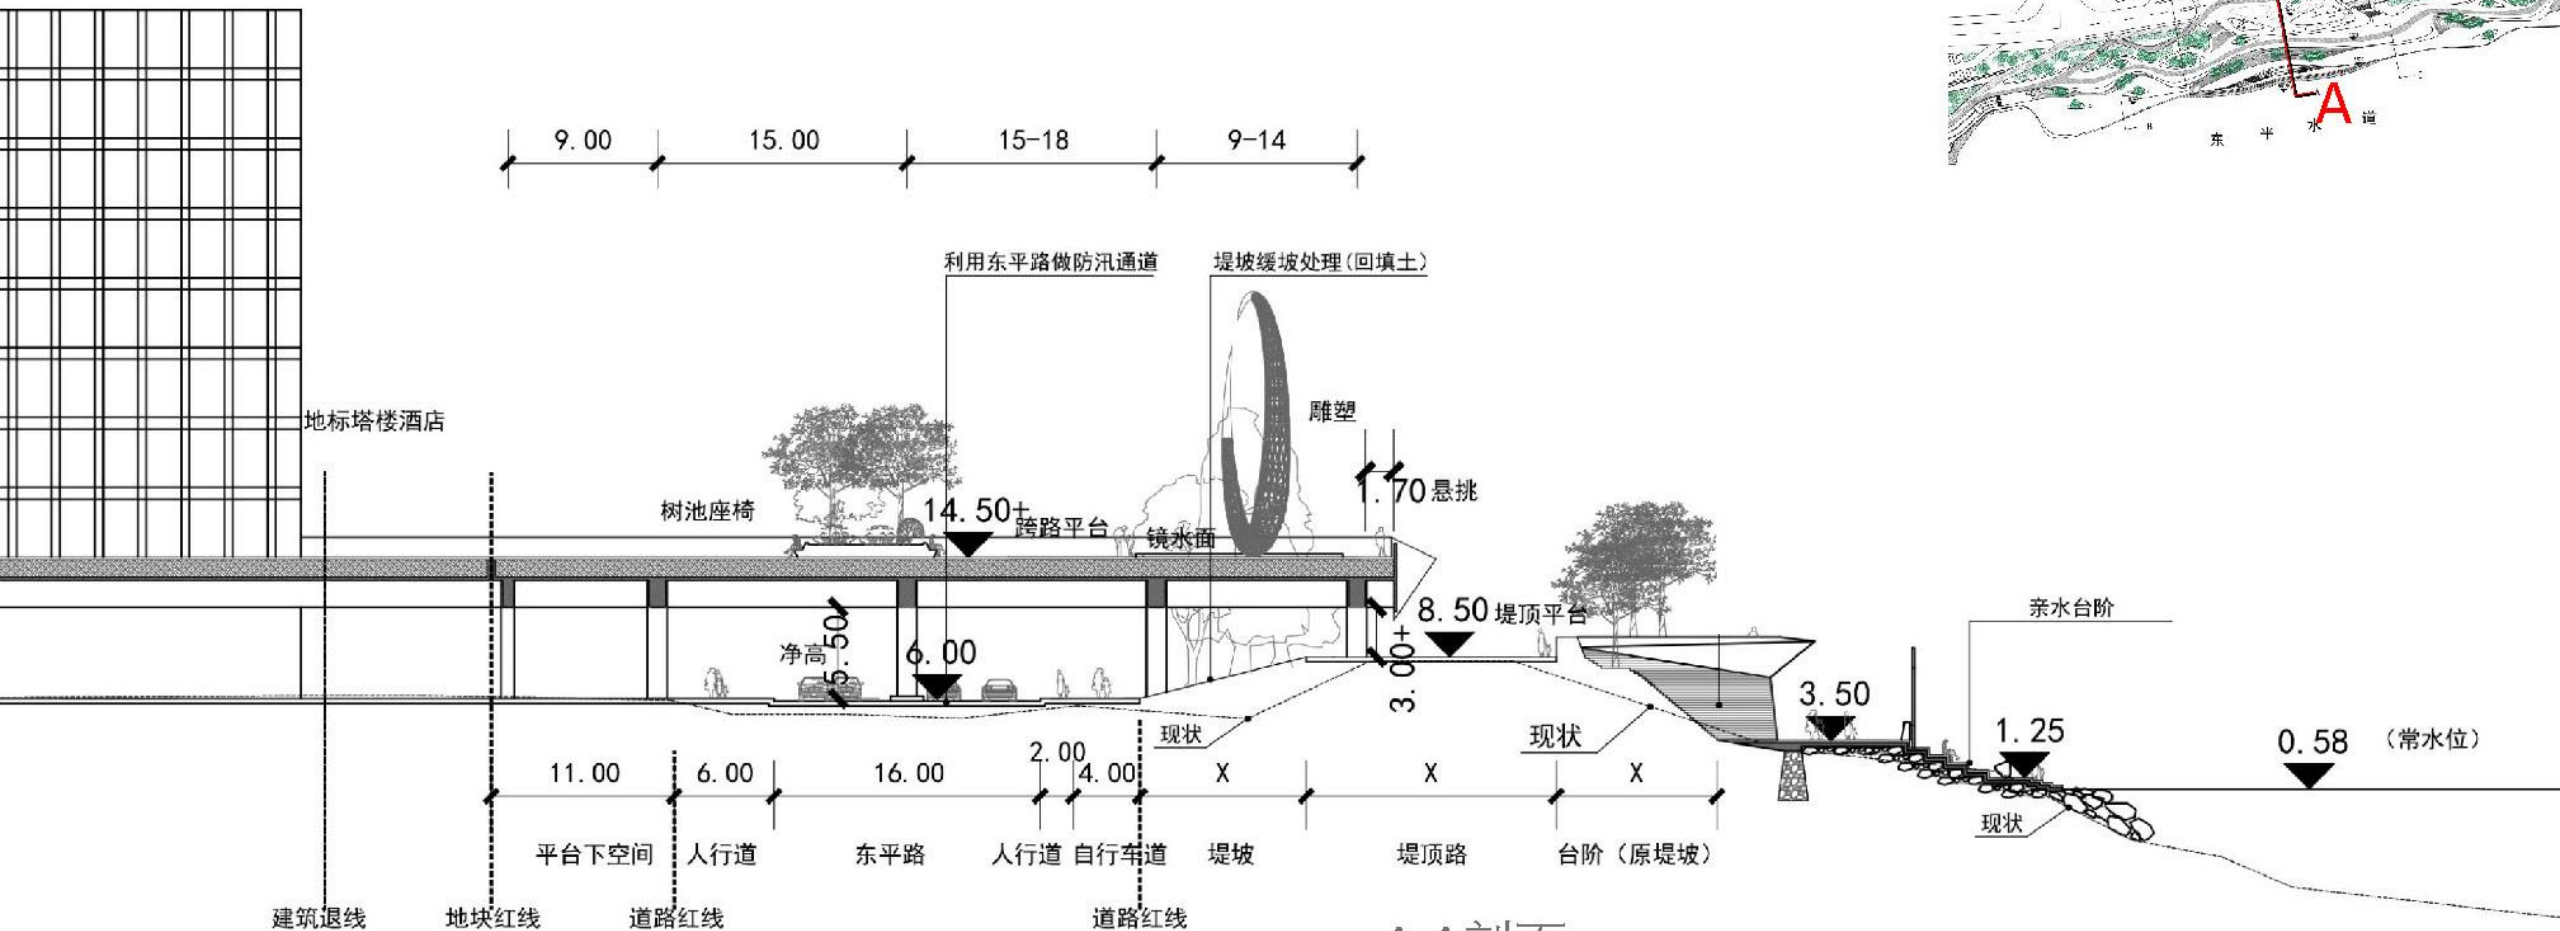 A
东 平 水 道
9.00
15.00
15-18
9-14
利用东平路做防汛通道
堤坡缓坡处理(回填土)
地标塔楼酒店
雕塑
树池座椅
14.50+
跨路平台
镜水面
1.70悬挑
净高
5.50
6.00
8.50 堤顶平台
3.00+
亲水台阶
现状
现状
3.50
1.25
0.58 (常水位)
11.00
6.00
16.00
2.00
4.00
X
X
X
现状
平台下空间
人行道
东平路
人行道
自行车道
堤坡
堤顶路
台阶（原堤坡）
建筑退线
地块红线
道路红线
道路红线